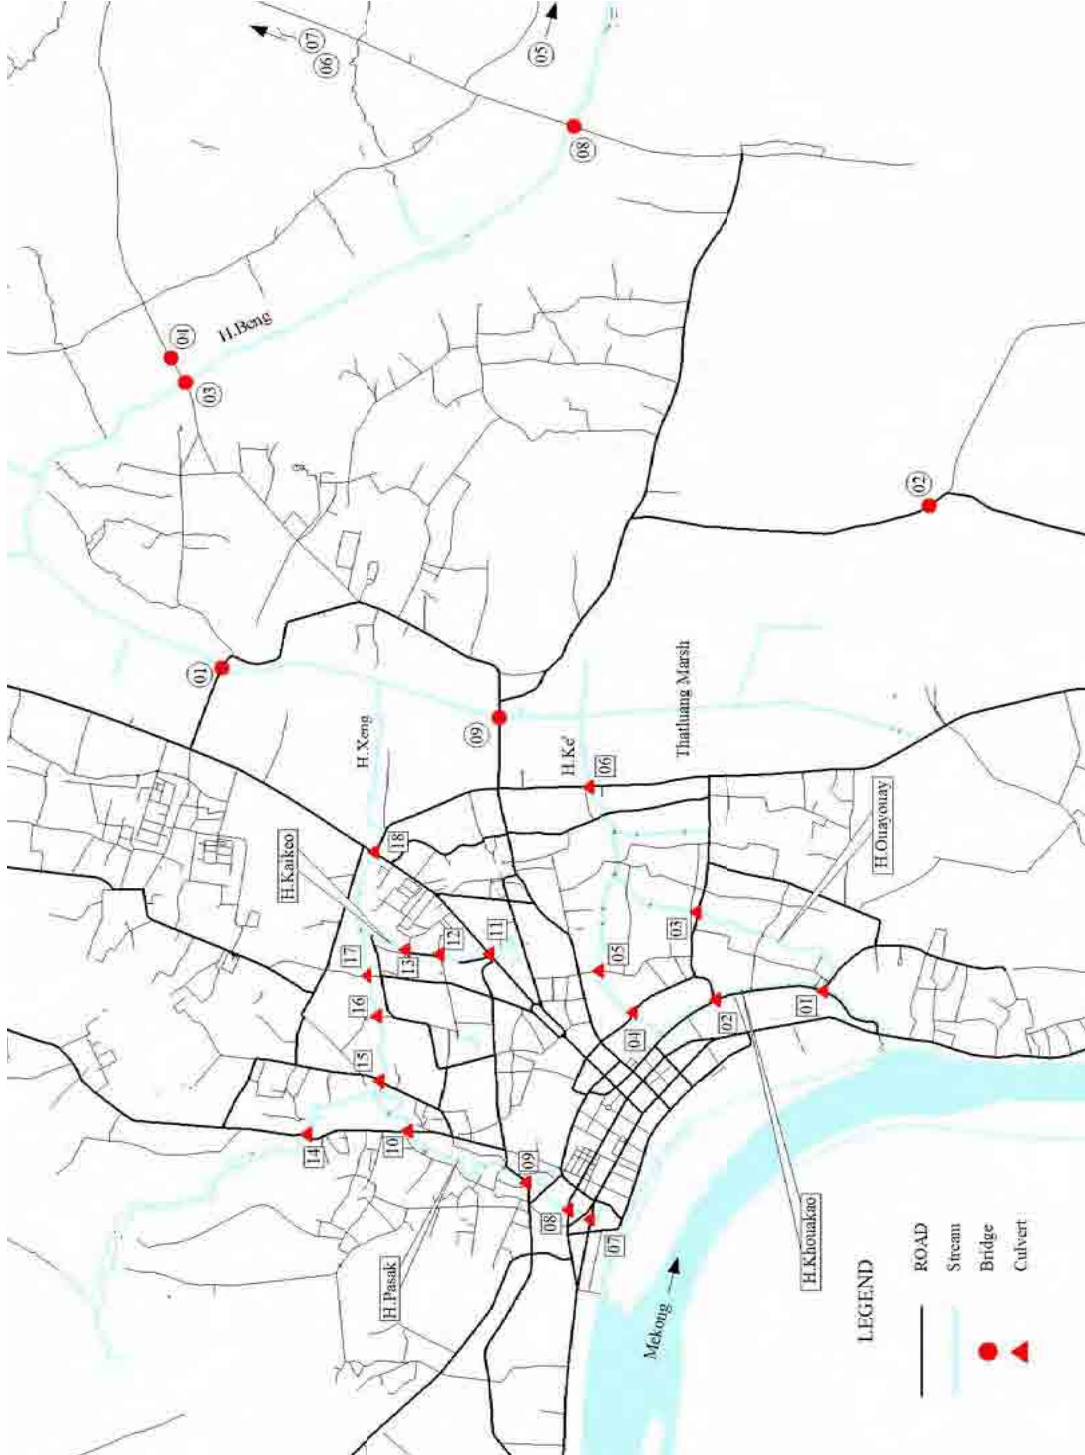 07
06
05
08
04
03
H.Beng
02
01
09
H.Xeng
H.Ke
Thatluang Marsh
06
18
H.Kaikeo
H.Ouayouay
17
13
12
11
05
03
16
04
02
01
15
14
10
09
08
07
H.Pasak
H.Khouakao
Mekong
LEGEND
ROAD
Stream
Bridge
Culvert